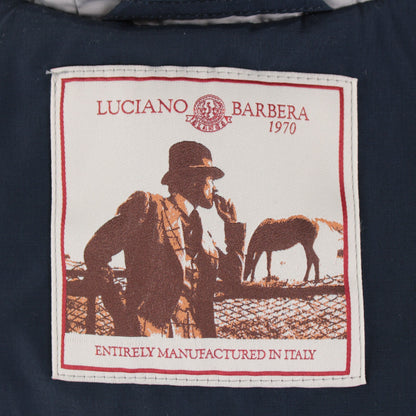 LUCIANO BARBERA
1970
ENTIRELY MANUFACTURED IN ITALY